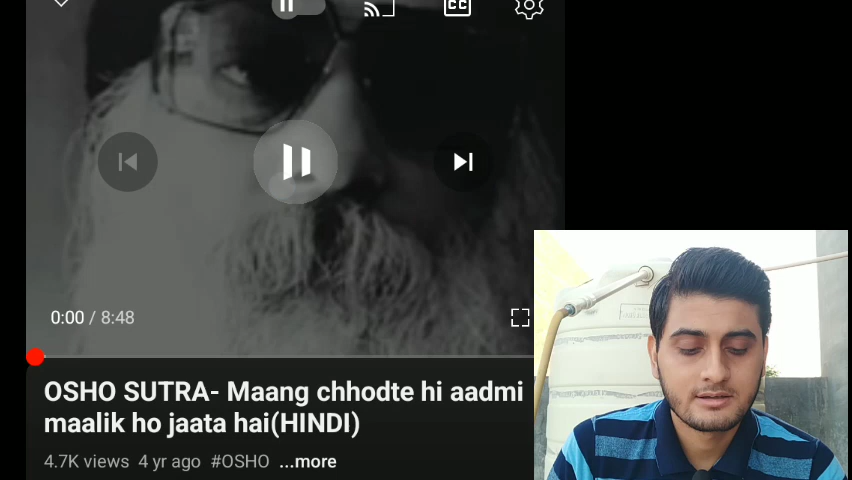 CC
0:00 / 8:48
OSHO SUTRA- Maang chhodte hi aadmi
maalik ho jaata hai(HINDI)
4.7K views 4 yr ago #OSHO ...more